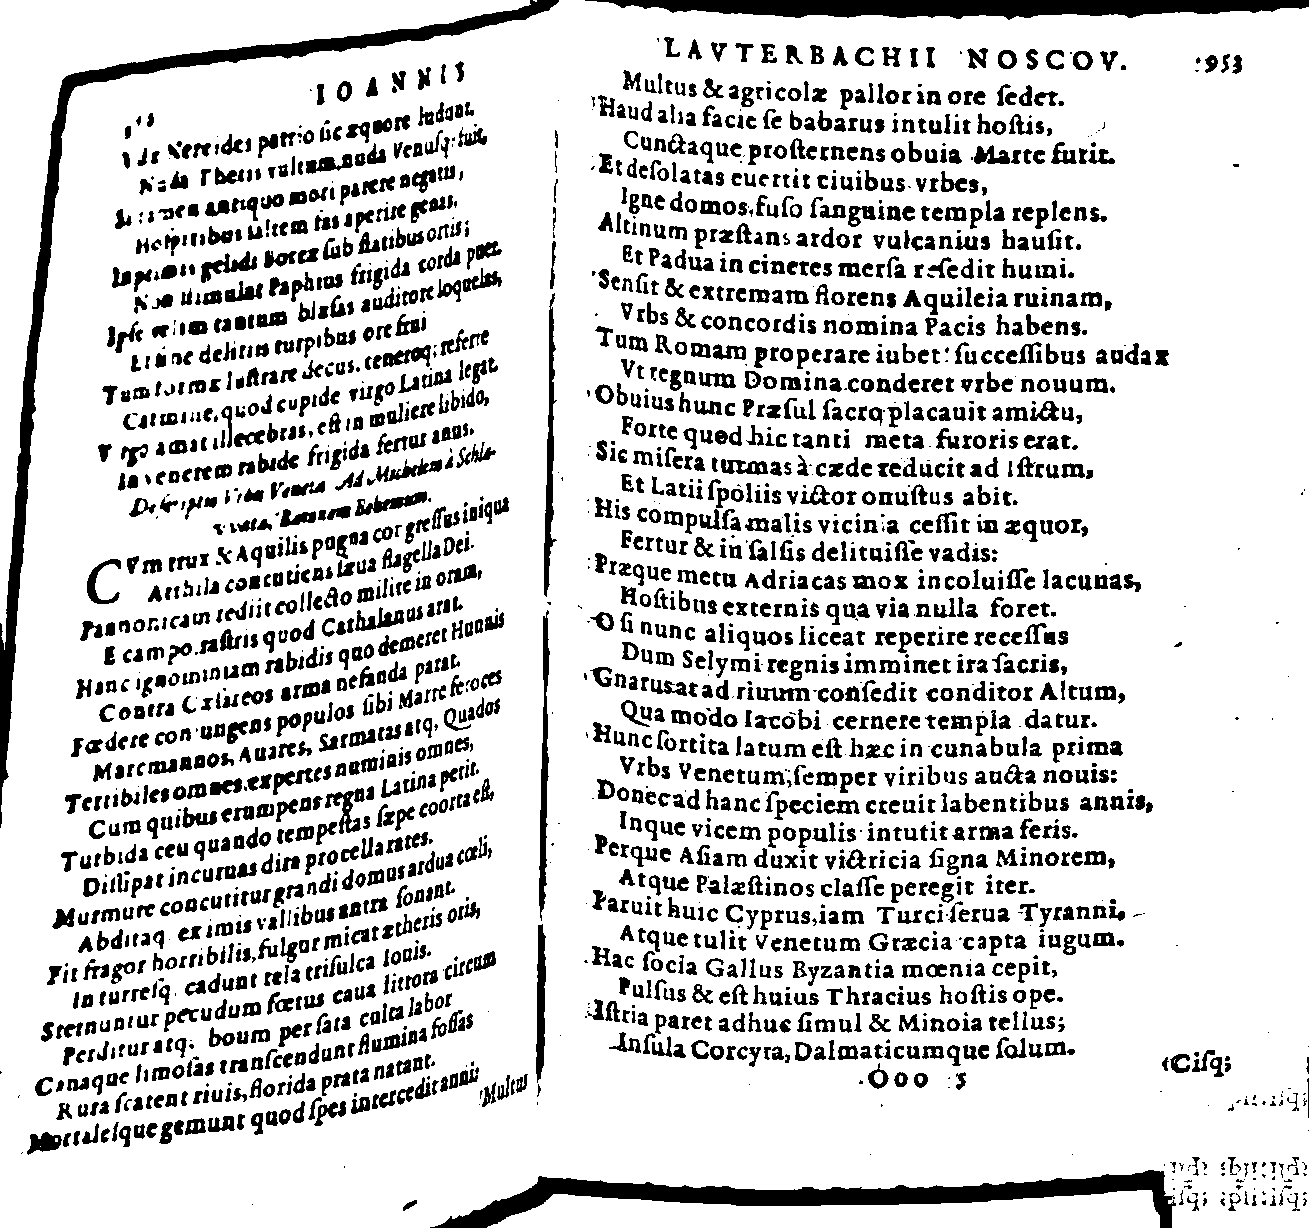 IOANNIS
Nereides patrio sic æquore ludant.
Thetis vultum, nuda Venusq; tuit,
antiquo mori parere negatis,
Hospitibus saltem fas aperire genas.
gelidi Boreæ sub flatibus ortis;
Non stimulat Paphius frigida corda puer.
Ipse velim tantum blæsas auditore loquelas,
delitiis turpibus ore frui
Tum formæ lustrare decus, teneroq; referre
Carmine, quod cupide virgo Latina legat.
amat illecebras, est in muliere libido,
In venerem rabide frigida fertur anus.
Descriptio Vrbis Venetæ Ad Michelem à Schla-
Baronem Bohemum.
CVm trux & Aquilis pugna congressus iniqua
Atthila concutiens sæua flagella Dei.
Pannonicam rediit collecto milite in oram,
E campo, rastris quod Cathalanus arat.
Hanc ignominiam rabidis quo demeret Hunnis
Contra Cæsareos arma nefanda parat.
Fœdere coniungens populos sibi Marte feroces
Marcmannos, Auares, Sarmatas atq, Quados
Terribiles omnes, expertes numinis omnes,
Cum quibus erumpens regna Latina petit.
Turbida ceu quando tempestas sæpe coorta est,
Dissipat incuruas dira procella rates.
Murmure concutitur grandi domus ardua cœli,
Abditaq eximis vallibus antra sonant.
Fit fragor horribilis, fulgur micat ætheris oris,
In turresq cadunt tela trisulca Iouis.
Sternuntur pecudum fœtus caua littora circum
Perditur atq; boum per sata culta labor
Canaque limosas transcendunt flumina fossas
Rura scatent riuis, florida prata natant.
Mortalesque gemunt quod spes intercedit annis
Multus
LAVTERBACHII NOSCOV. 953
Multus & agricolæ pallor in ore sedet.
Haud alia facie se babarus intulit hostis,
Cunctaque prosternens obuia Marte furit.
Et desolatas euertit ciuibus vrbes,
Igne domos, fuso sanguine templa replens.
Altinum præstans ardor vulcanius hausit.
Et Padua in cineres mersa resedit humi.
Sensit & extremam florens Aquileia ruinam,
Vrbs & concordis nomina Pacis habens.
Tum Romam properare iubet: successibus audax
Vt regnum Domina conderet vrbe nouum.
Obuius hunc Præsul sacro placauit amictu,
Forte quod hic tanti meta furoris erat.
Sic misera turmas à cæde reducit ad Istrum,
Et Latii spoliis victor onustus abit.
His compulsa malis vicinia cessit in æquor,
Fertur & in salsis delituisse vadis:
Præque metu Adriacas mox incoluisse lacunas,
Hostibus externis qua via nulla foret.
O si nunc aliquos liceat reperire recessus
Dum Selymi regnis imminet ira sacris,
Gnarus at ad riuum consedit conditor Altum,
Qua modo Iacobi cernere templa datur.
Hunc sortita latum est hæc in cunabula prima
Vrbs Venetum, semper viribus aucta nouis:
Donec ad hanc speciem creuit labentibus annis,
Inque vicem populis intutit arma feris.
Perque Asiam duxit victricia signa Minorem,
Atque Palæstinos classe peregit iter.
Paruit huic Cyprus, iam Turci serua Tyranni,
Atque tulit Venetum Græcia capta iugum.
Hac socia Gallus Byzantia mœnia cepit,
Pulsus & est huius Thracius hostis ope.
Istria paret adhuc simul & Minoia tellus;
Insula Corcyra, Dalmaticumque solum.
Ooo 5 Cisq;